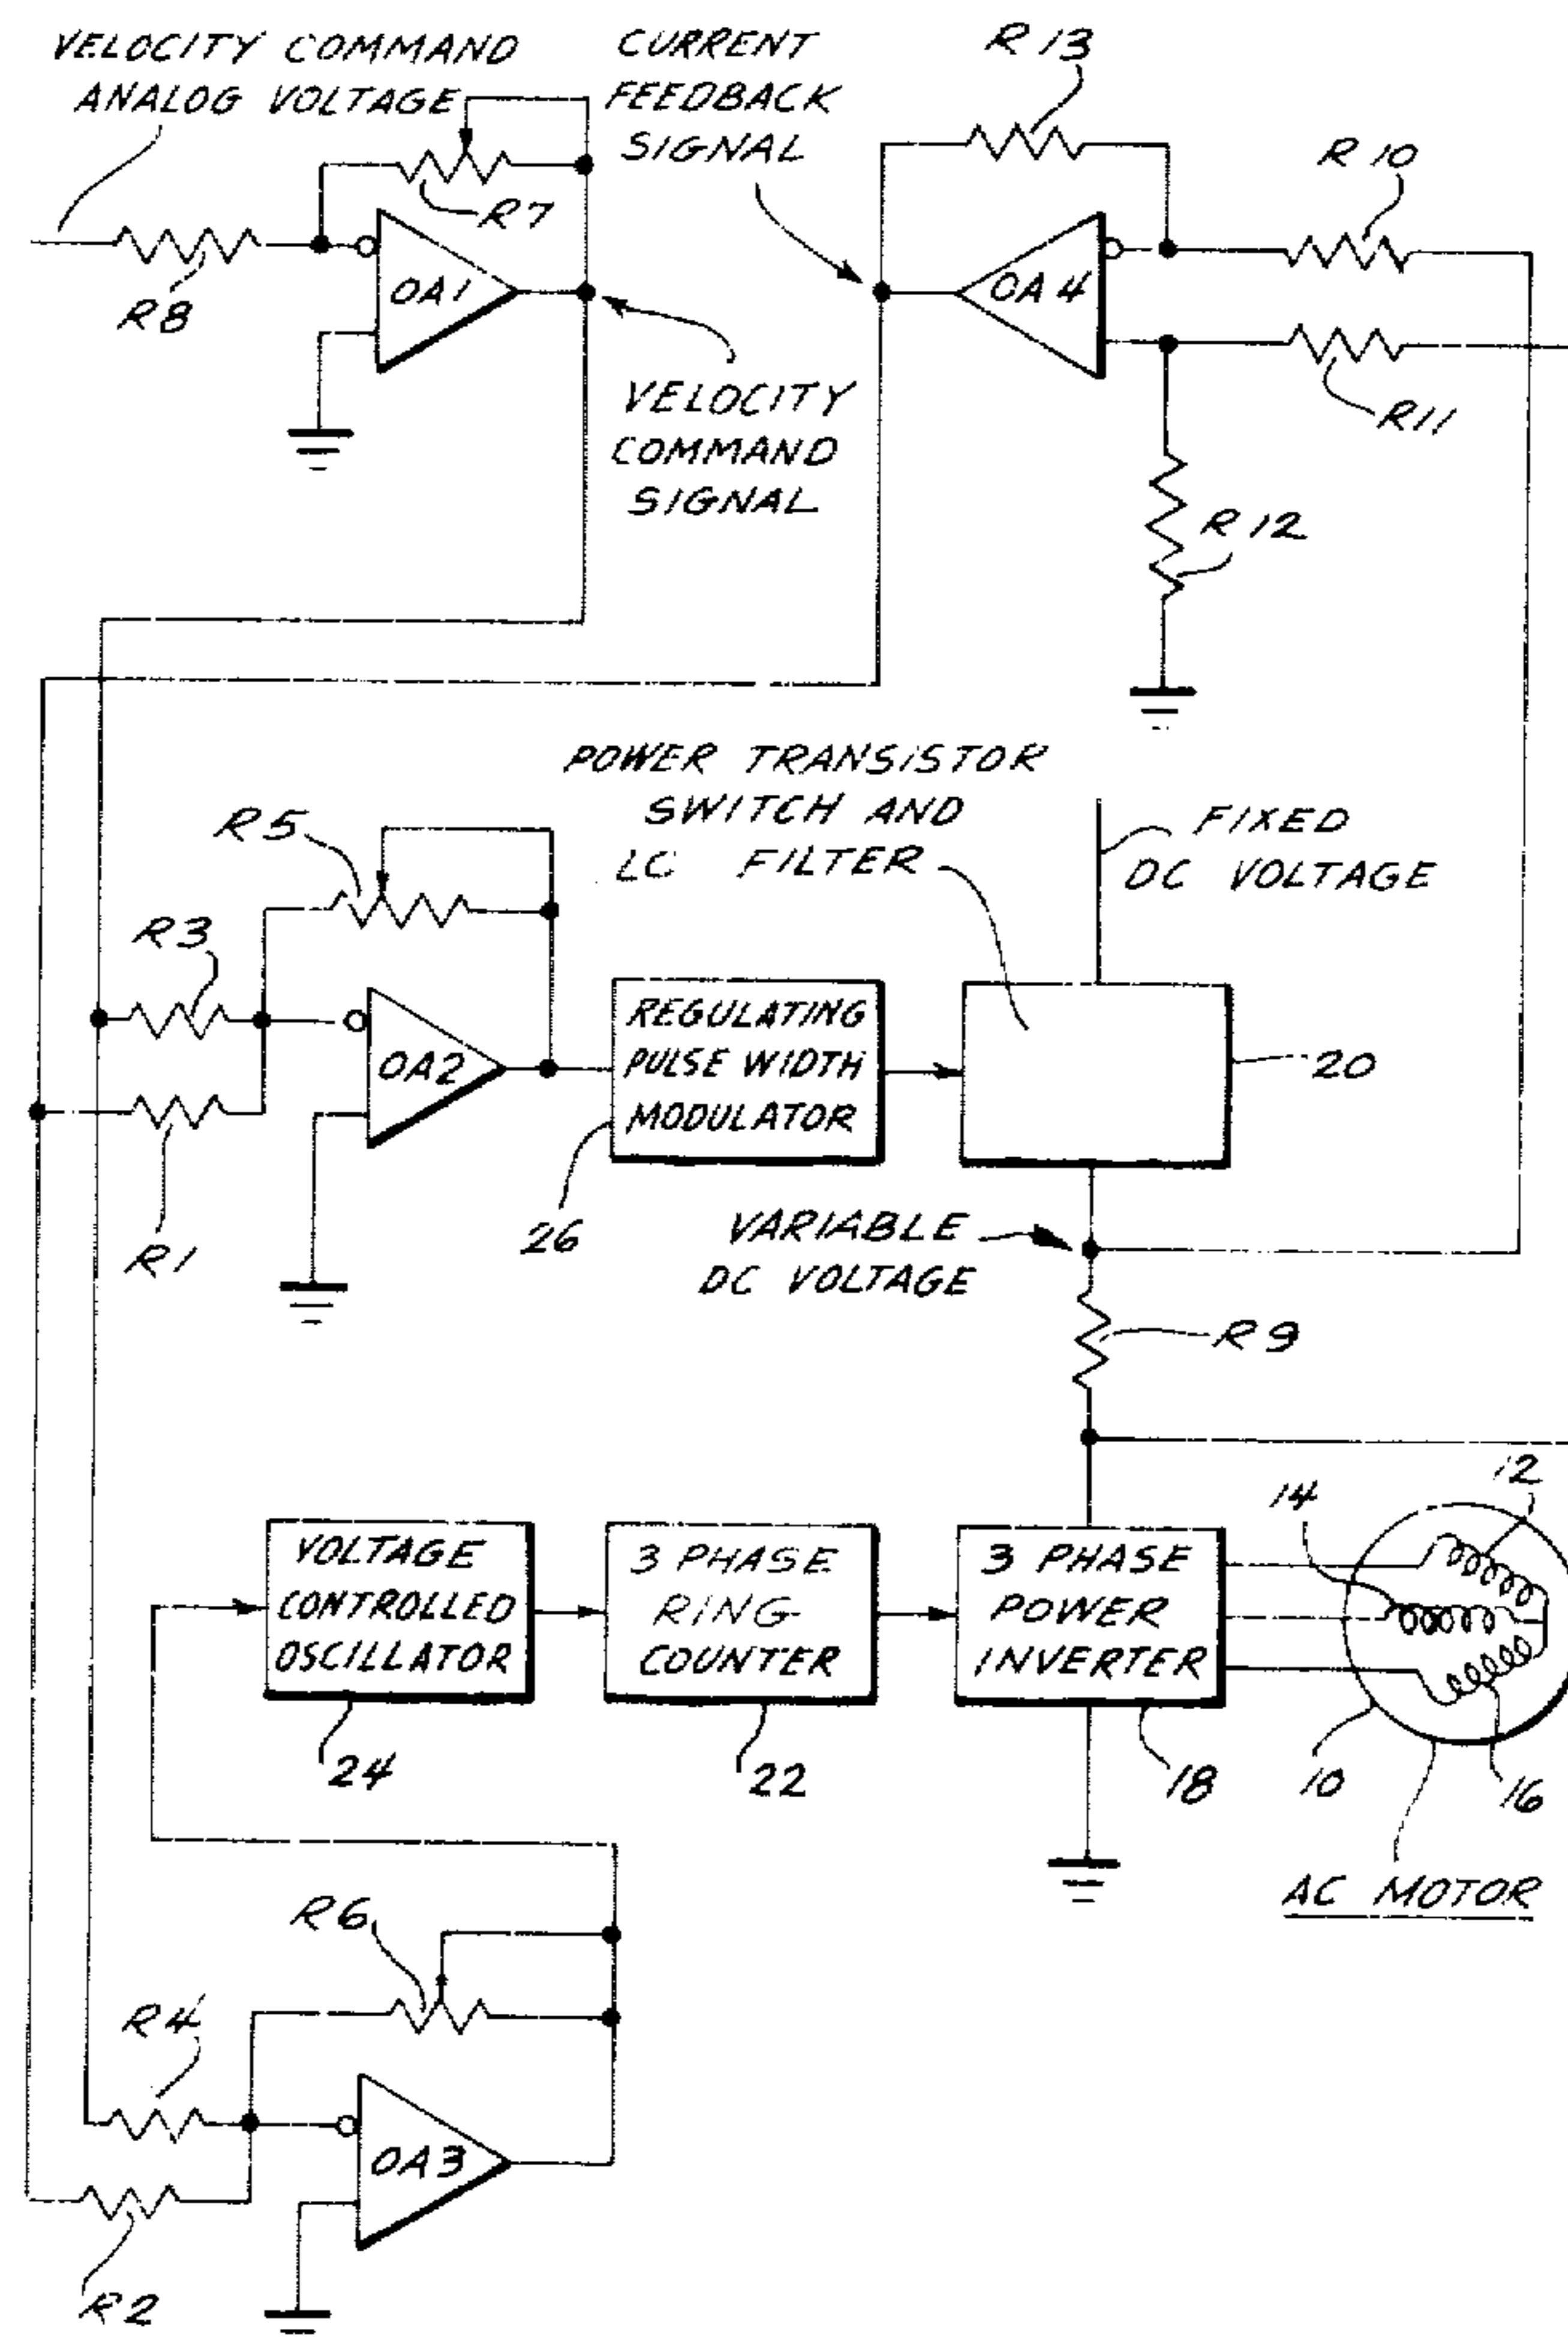 VELOCITY COMMAND
ANALOG VOLTAGE
CURRENT
FEEDBACK
SIGNAL
R13
R10
R7
R8
OA1
OA4
R11
VELOCITY
COMMAND
SIGNAL
R12
POWER TRANSISTOR
SWITCH AND
LC FILTER
FIXED
DC VOLTAGE
R5
R3
OA2
REGULATING
PULSE WIDTH
MODULATOR
20
R1
26
VARIABLE
DC VOLTAGE
R9
VOLTAGE
CONTROLLED
OSCILLATOR
3 PHASE
RING
COUNTER
3 PHASE
POWER
INVERTER
14
12
24
22
18
10
16
AC MOTOR
R6
R4
OA3
R2